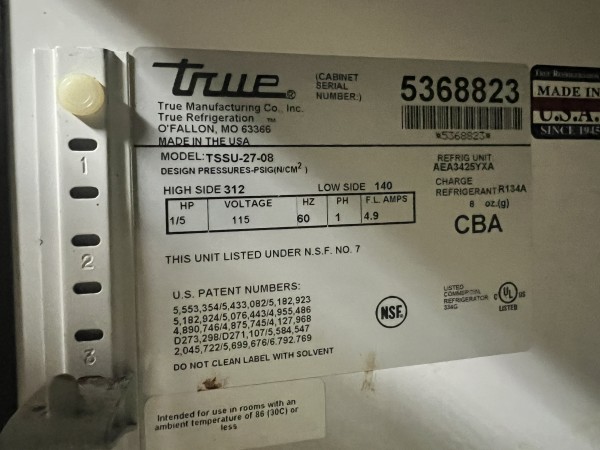 true®
True Manufacturing Co., Inc.
True Refrigeration ™
O'FALLON, MO 63366
MADE IN THE USA
(CABINET
SERIAL
NUMBER:)
5368823
*5368823*
MODEL: TSSU-27-08
DESIGN PRESSURES-PSIG(N/CM²)
REFRIG UNIT
AEA3425YXA
HIGH SIDE 312 LOW SIDE 140
CHARGE
REFRIGERANT R134A
8 oz.(g)
HP VOLTAGE HZ PH F.L. AMPS
1/5 115 60 1 4.9
CBA
THIS UNIT LISTED UNDER N.S.F. NO. 7
U.S. PATENT NUMBERS:
5,553,354/5,433,082/5,182,923
5,182,924/5,076,443/4,955,486
4,890,746/4,875,745/4,127,968
D273,298/D271,107/5,584,547
2,045,722/5,699,676/6.792.769
DO NOT CLEAN LABEL WITH SOLVENT
NSF
LISTED
REFRIGERATOR
C UL US
LISTED
TRUE REFRIGERATION
MADE IN
U.S.A.
SINCE 1945
1
2
3
Intended for use in rooms with an
ambient temperature of 86 (30C) or
less